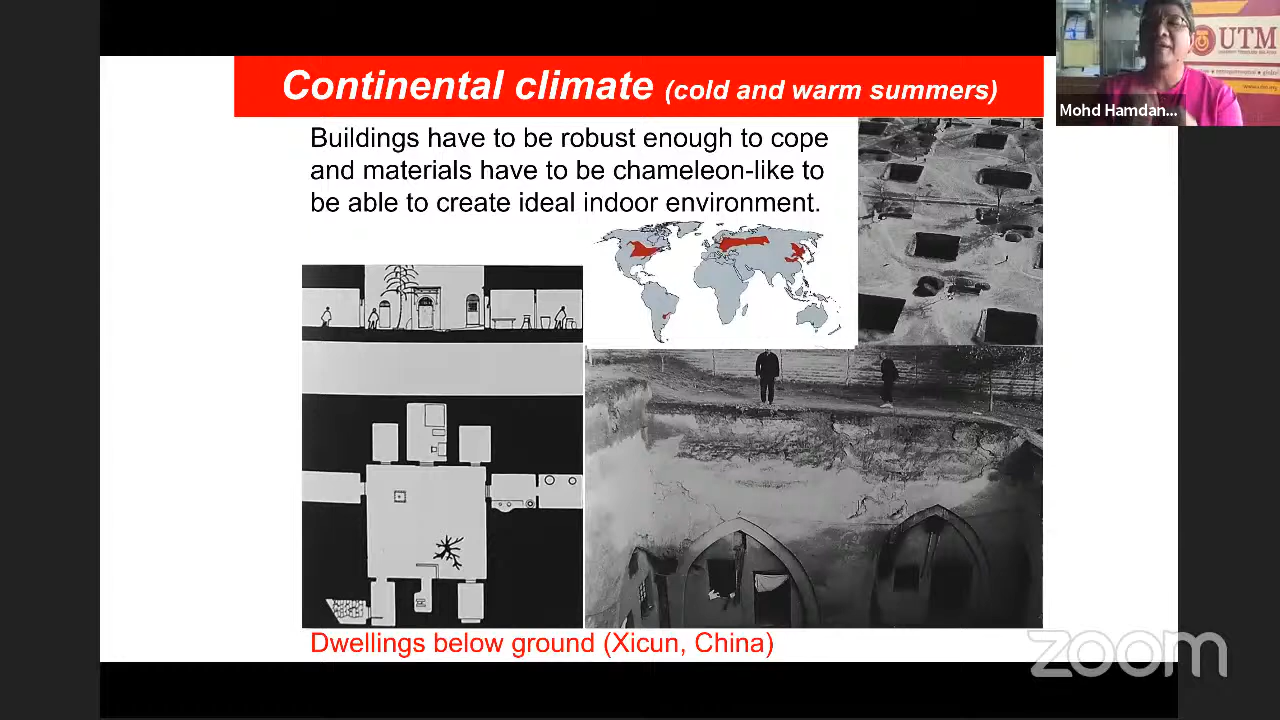 Continental climate (cold and warm summers)
Buildings have to be robust enough to cope
and materials have to be chameleon-like to
be able to create ideal indoor environment.
Dwellings below ground (Xicun, China)
UTM
Mohd Hamdan...
zoom